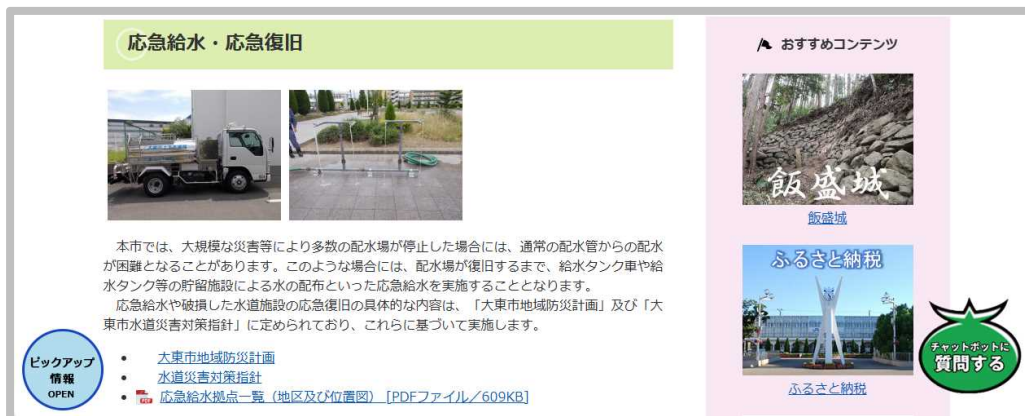 応急給水・応急復旧
本市では、大規模な災害等により多数の配水場が停止した場合には、通常の配水管からの配水
が困難となることがあります。このような場合には、配水場が復旧するまで、給水タンク車や給
水タンク等の貯留施設による水の配布といった応急給水を実施することとなります。
応急給水や破損した水道施設の応急復旧の具体的な内容は、「大東市地域防災計画」及び「大
東市水道災害対策指針」に定められており、これらに基づいて実施します。
大東市地域防災計画
水道災害対策指針
応急給水拠点一覧（地区及び位置図） [PDFファイル／609KB]
ピックアップ
情報
OPEN
おすすめコンテンツ
飯盛城
飯盛城
ふるさと納税
ふるさと納税
チャットボットに
質問する